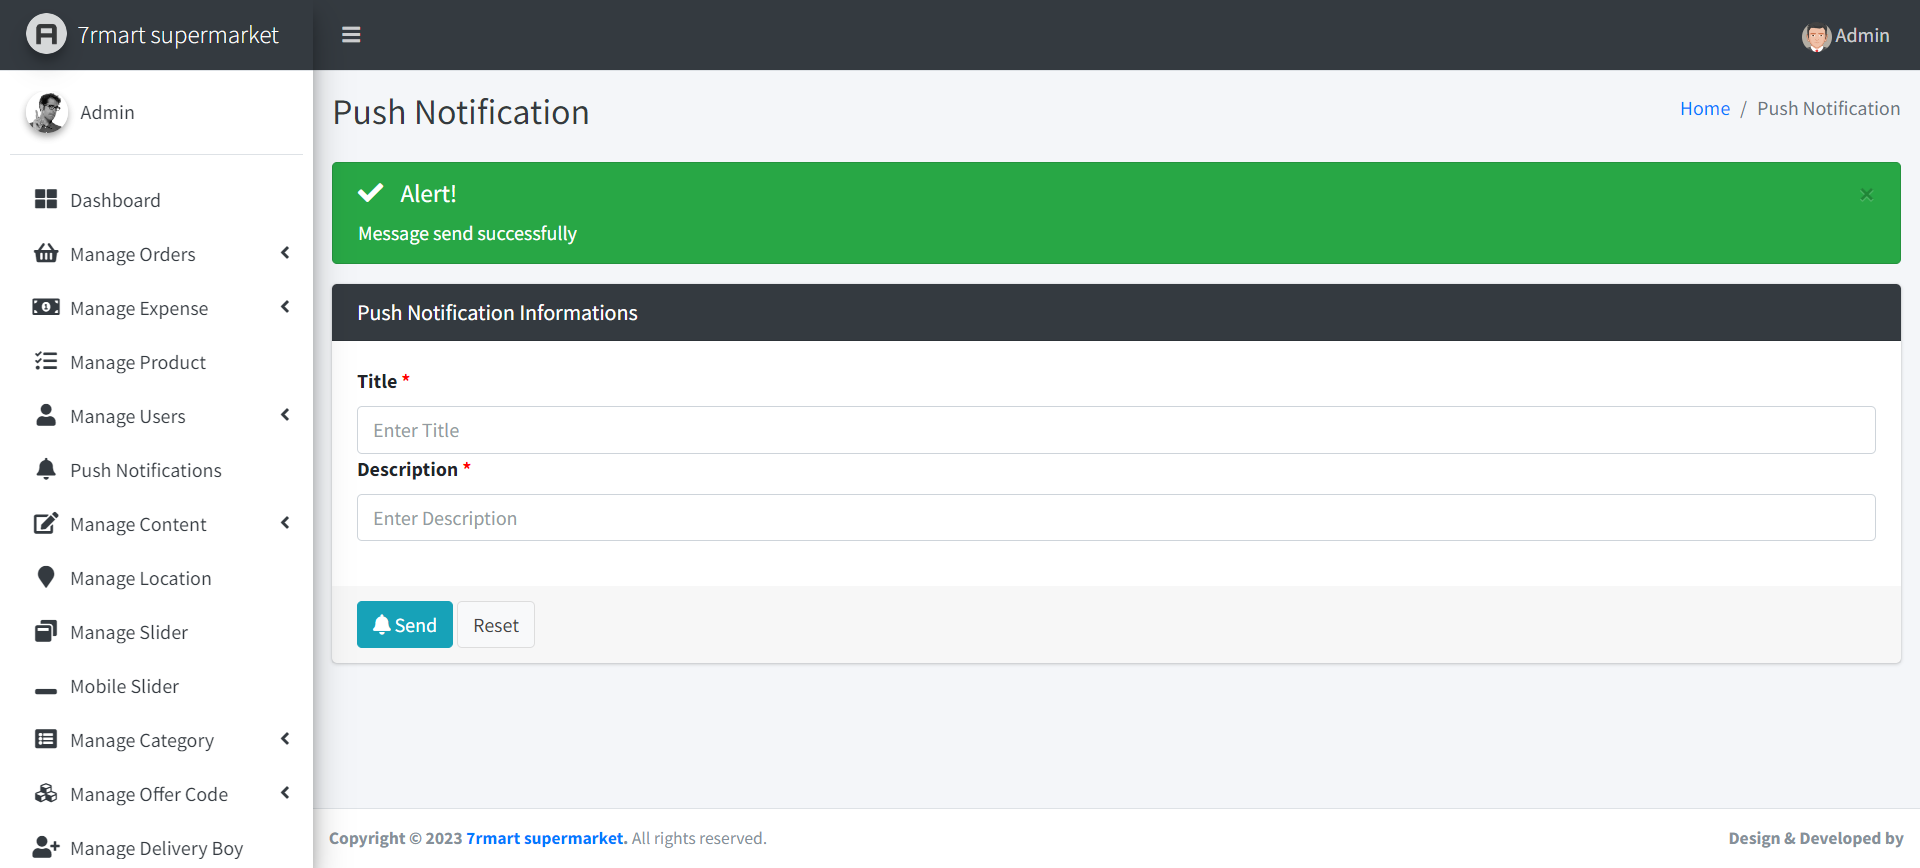 7rmart supermarket
Admin
Admin
Dashboard
Manage Orders
Manage Expense
Manage Product
Manage Users
Push Notifications
Manage Content
Manage Location
Manage Slider
Mobile Slider
Manage Category
Manage Offer Code
Manage Delivery Boy
Push Notification
Home / Push Notification
Alert!
×
Message send successfully
Push Notification Informations
Title *
Enter Title
Description *
Enter Description
Send
Reset
Copyright © 2023 7rmart supermarket. All rights reserved.
Design & Developed by